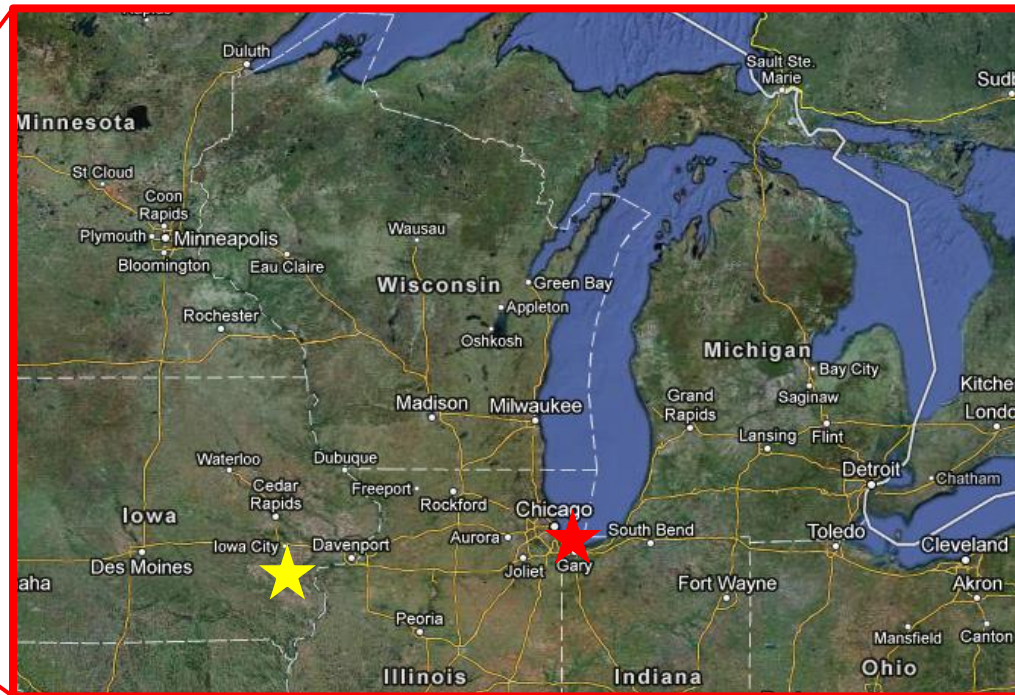 Duluth
Sault Ste.
Marie
Sudb
Minnesota
St Cloud
Coon
Rapids
Plymouth
Minneapolis
Bloomington
Eau Claire
Wausau
Wisconsin
Green Bay
Appleton
Oshkosh
Rochester
Michigan
Bay City
Saginaw
Kitchen
Londo
Grand
Rapids
Lansing
Flint
Madison
Milwaukee
Waterloo
Dubuque
Cedar
Rapids
Freeport
Rockford
Detroit
Chatham
Iowa
Chicago
Iowa City
Davenport
Aurora
South Bend
Toledo
Cleveland
Des Moines
Joliet
Gary
aha
Fort Wayne
Akron
Peoria
Mansfield
Canton
Illinois
Indiana
Ohio